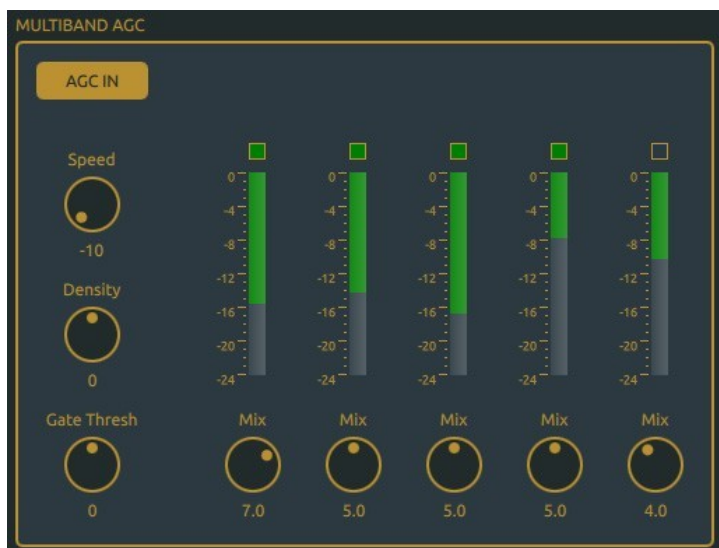 MULTIBAND AGC
AGC IN
Speed
-10
Density
0
Gate Thresh
0
0 0 0 0 0
-4 -4 -4 -4 -4
-8 -8 -8 -8 -8
-12 -12 -12 -12 -12
-16 -16 -16 -16 -16
-20 -20 -20 -20 -20
-24 -24 -24 -24 -24
Mix Mix Mix Mix Mix
7.0 5.0 5.0 5.0 4.0